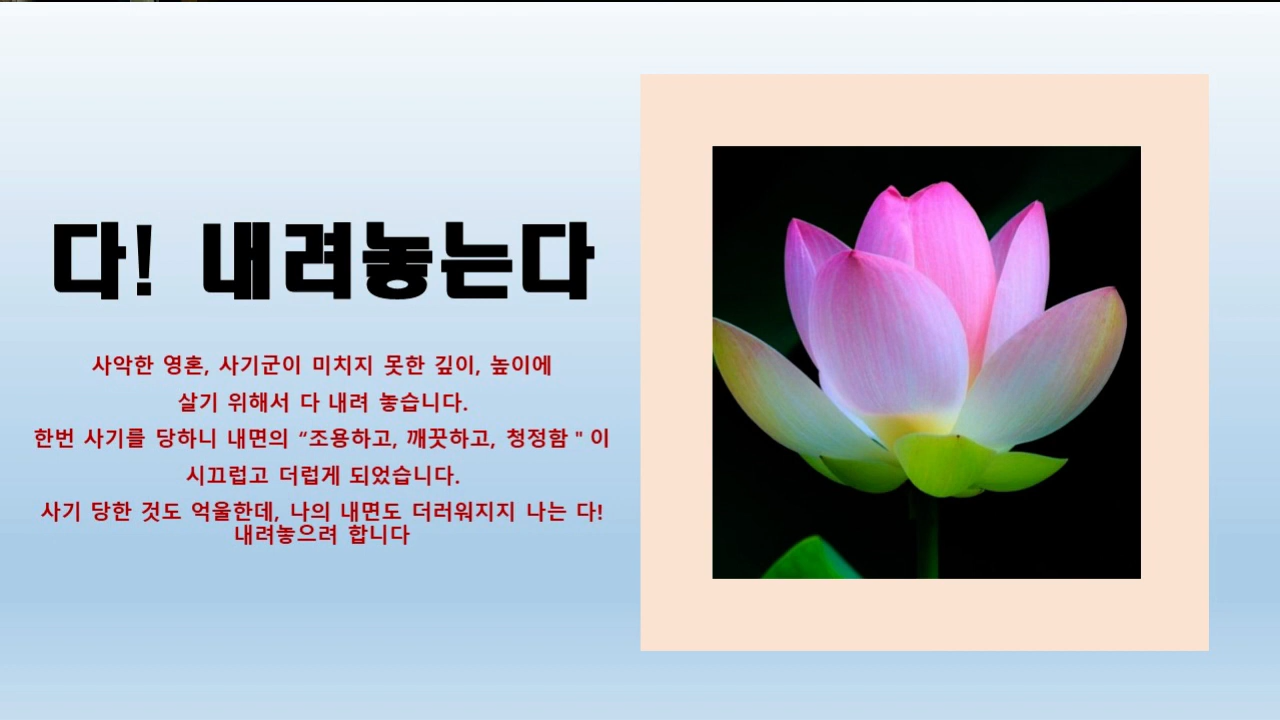 다! 내려놓는다
사악한 영혼, 사기군이 미치지 못한 깊이, 높이에
살기 위해서 다 내려 놓습니다.
한번 사기를 당하니 내면의 “조용하고, 깨끗하고, 청정함 " 이
시끄럽고 더럽게 되었습니다.
사기 당한 것도 억울한데, 나의 내면도 더러워지지 나는 다!
내려놓으려 합니다